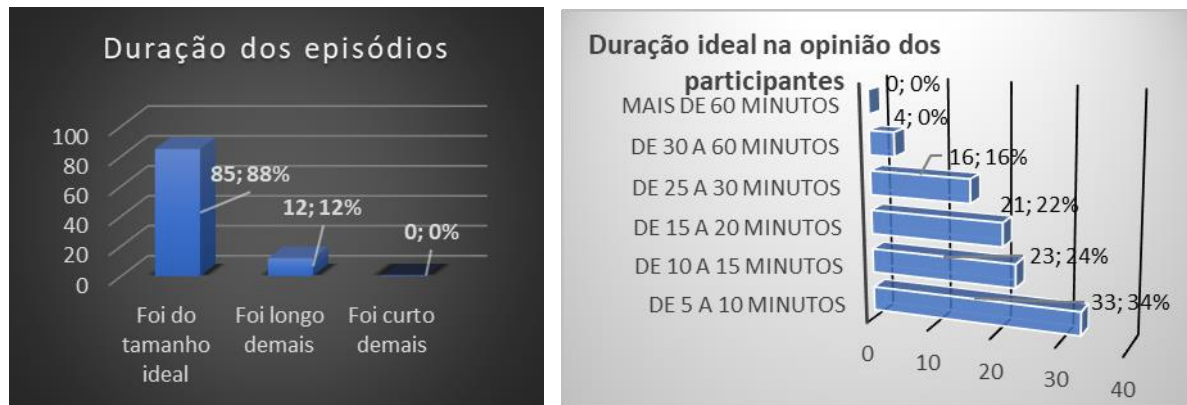 Duração dos episódios
100
80
60
40
20
0
85; 88%
12; 12%
0; 0%
Foi do
tamanho
ideal
Foi longo
demais
Foi curto
demais
Duração ideal na opinião dos
participantes
MAIS DE 60 MINUTOS
0; 0%
DE 30 A 60 MINUTOS
4; 0%
DE 25 A 30 MINUTOS
16; 16%
DE 15 A 20 MINUTOS
21; 22%
DE 10 A 15 MINUTOS
23; 24%
DE 5 A 10 MINUTOS
33; 34%
0
10
20
30
40